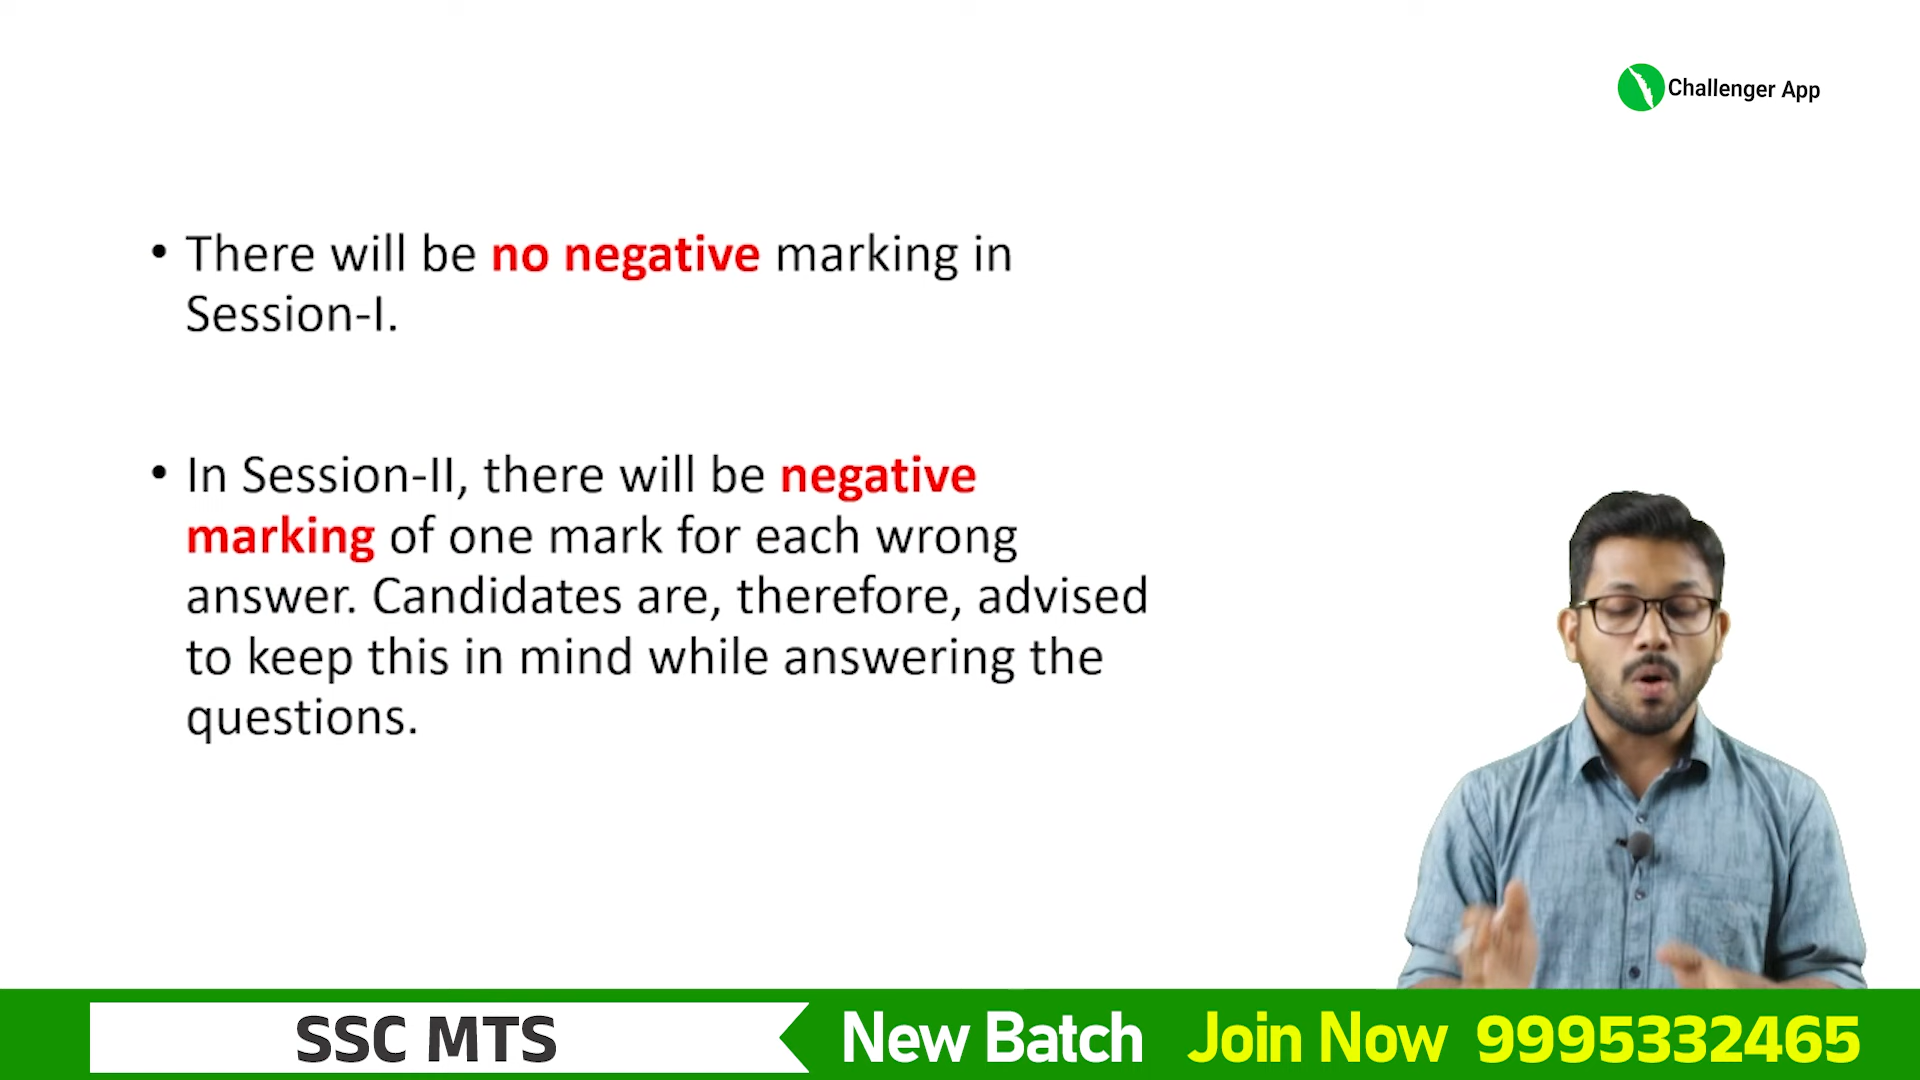 Challenger App
• There will be no negative marking in
Session-I.
• In Session-II, there will be negative
marking of one mark for each wrong
answer. Candidates are, therefore, advised
to keep this in mind while answering the
questions.
SSC MTS
New Batch Join Now 9995332465